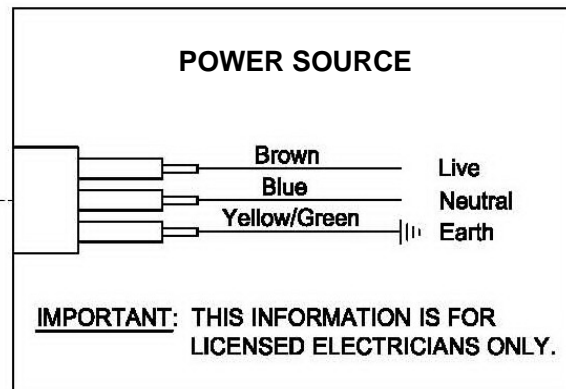 POWER SOURCE
Brown
Live
Blue
Neutral
Yellow/Green
Earth
IMPORTANT: THIS INFORMATION IS FOR
LICENSED ELECTRICIANS ONLY.